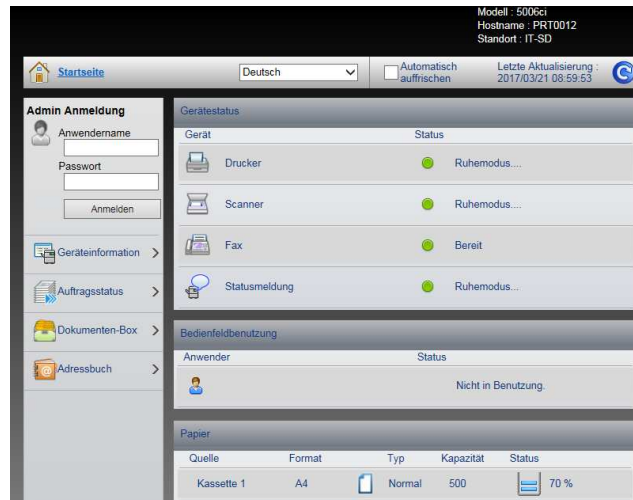 Modell : 5006ci
Hostname : PRT0012
Standort : IT-SD
Startseite
Deutsch
Automatisch auffrischen
Letzte Aktualisierung :
2017/03/21 08:59:53
Admin Anmeldung
Anwendername
Passwort
Anmelden
Geräteinformation
Auftragsstatus
Dokumenten-Box
Adressbuch
Gerätestatus
Gerät Status
Drucker Ruhemodus....
Scanner Ruhemodus....
Fax Bereit
Statusmeldung Ruhemodus...
Bedienfeldbenutzung
Anwender Status
Nicht in Benutzung.
Papier
Quelle Format Typ Kapazität Status
Kassette 1 A4 Normal 500 70 %